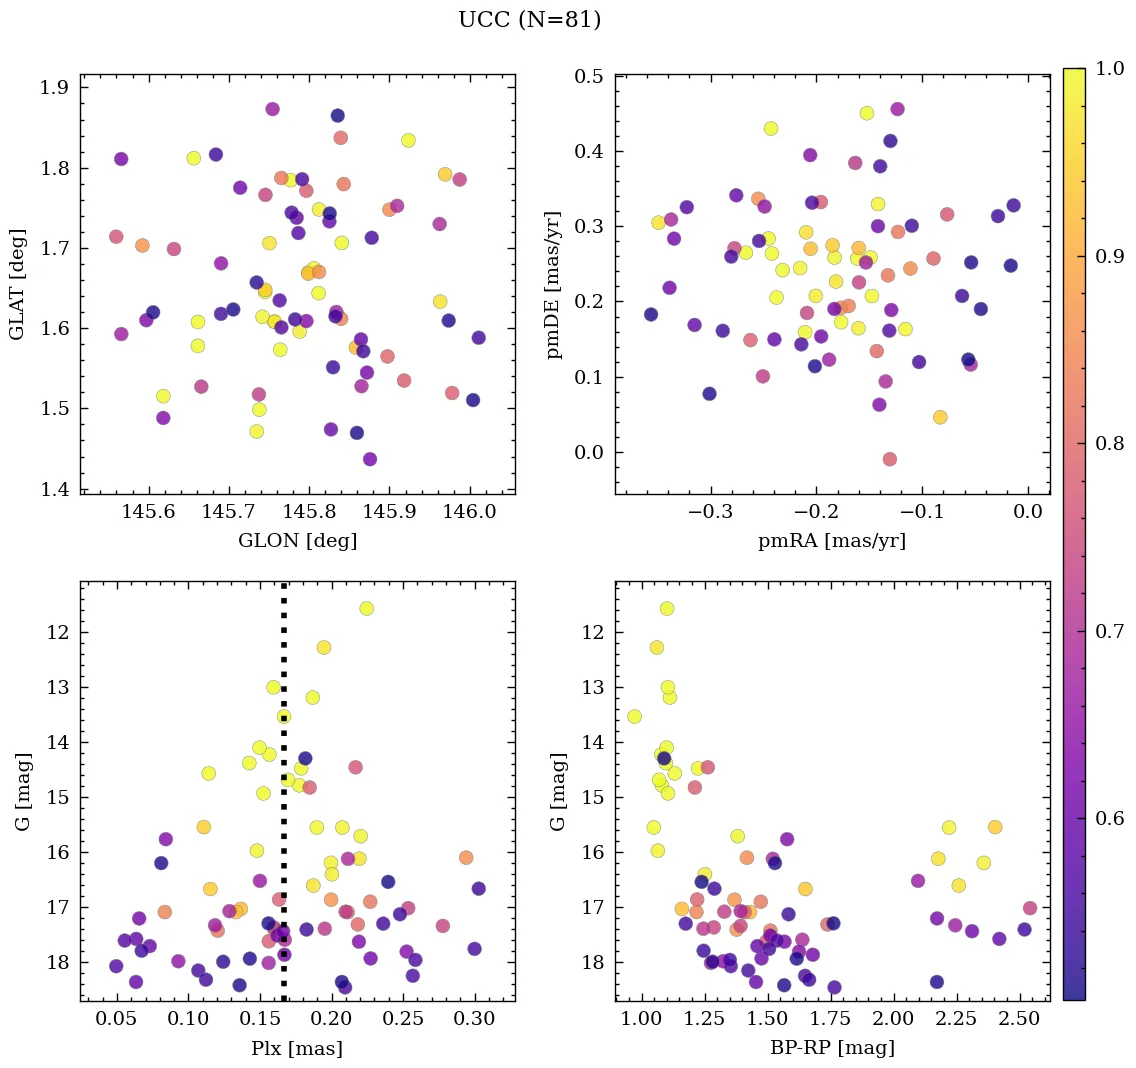 UCC (N=81)
1.9
1.8
1.7
1.6
1.5
1.4
GLAT [deg]
145.6 145.7 145.8 145.9 146.0
GLON [deg]
0.5
0.4
0.3
0.2
0.1
0.0
pmDE [mas/yr]
−0.3 −0.2 −0.1 0.0
pmRA [mas/yr]
12
13
14
15
16
17
18
G [mag]
0.05 0.10 0.15 0.20 0.25 0.30
Plx [mas]
12
13
14
15
16
17
18
G [mag]
1.00 1.25 1.50 1.75 2.00 2.25 2.50
BP-RP [mag]
1.0
0.9
0.8
0.7
0.6